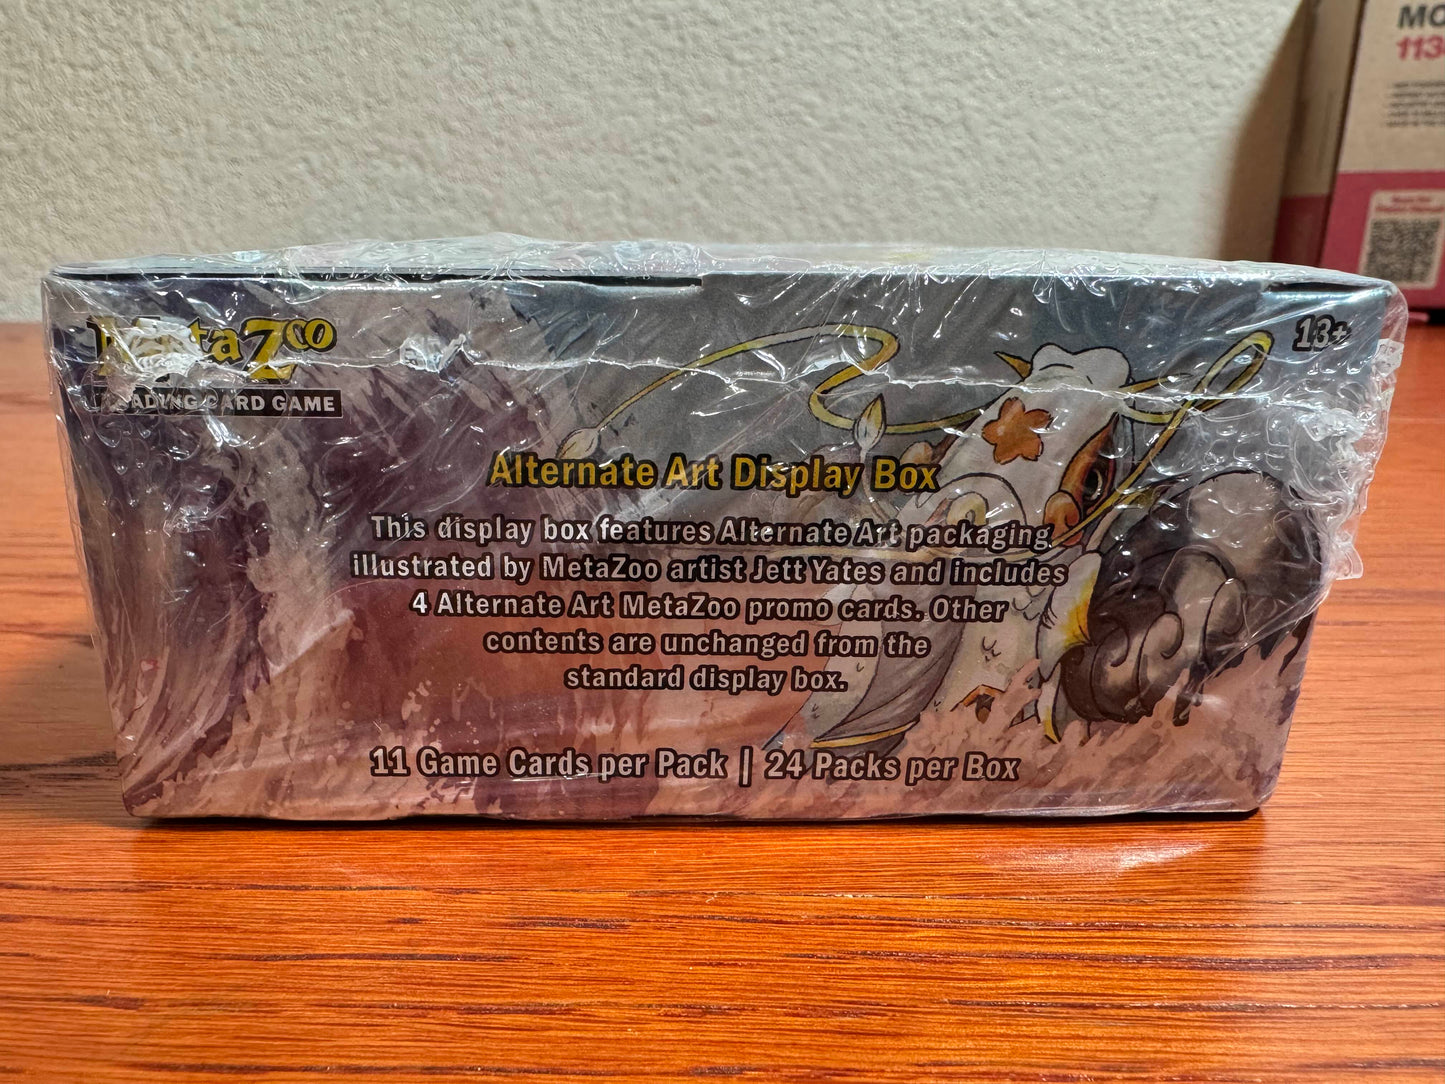 MetaZoo
TRADING CARD GAME
13+
Alternate Art Display Box
This display box features Alternate Art packaging
illustrated by MetaZoo artist Jett Yates and includes
4 Alternate Art MetaZoo promo cards. Other
contents are unchanged from the
standard display box.
11 Game Cards per Pack | 24 Packs per Box
MO
113